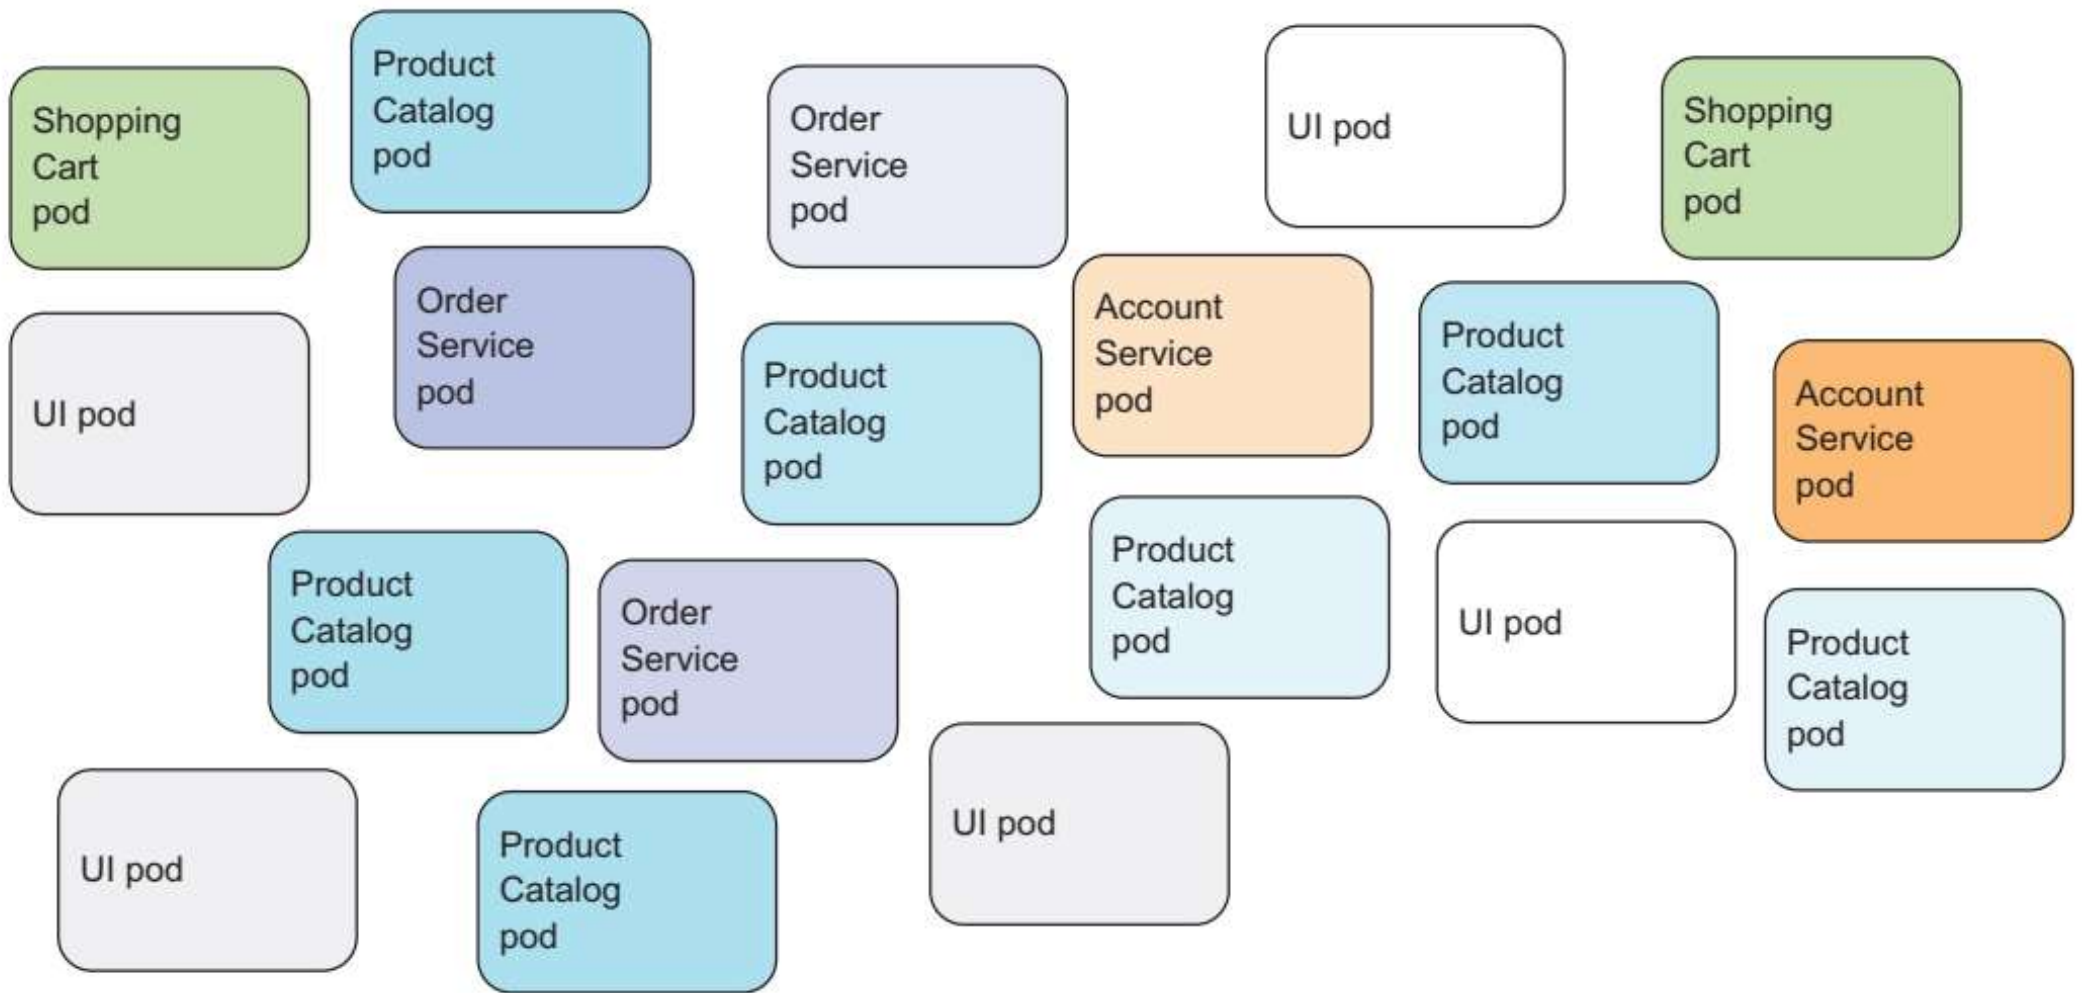 Shopping
Cart
pod
Product
Catalog
pod
Order
Service
pod
UI pod
Shopping
Cart
pod
UI pod
Order
Service
pod
Product
Catalog
pod
Account
Service
pod
Product
Catalog
pod
Account
Service
pod
Product
Catalog
pod
Order
Service
pod
Product
Catalog
pod
UI pod
Product
Catalog
pod
UI pod
Product
Catalog
pod
UI pod